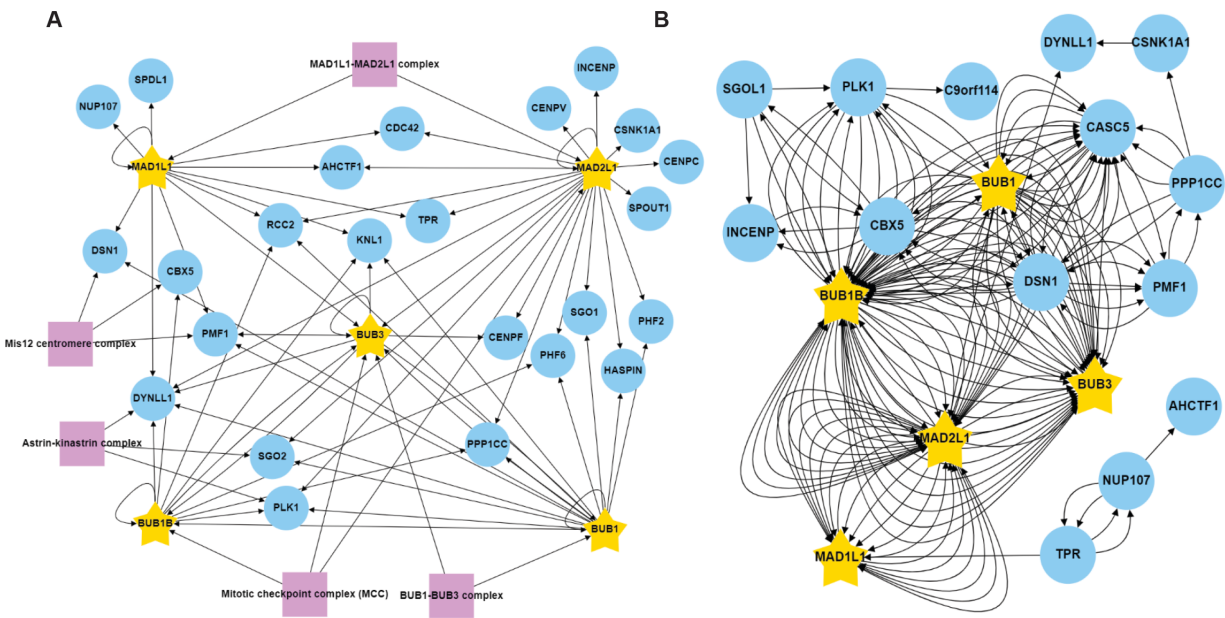 A
B
MAD1L1-MAD2L1 complex
SPDL1
NUP107
INCENP
CENPV
CSNK1A1
CDC42
CENPC
MAD1L1
AHCTF1
MAD2L1
SPOUT1
RCC2
TPR
KNL1
DSN1
CBX5
SGO1
PHF2
Mis12 centromere complex
PMF1
BUB3
CENPF
PHF6
HASPIN
DYNLL1
Astrin-kinastrin complex
SGO2
PPP1CC
PLK1
BUB1B
BUB1
Mitotic checkpoint complex (MCC)
BUB1-BUB3 complex
DYNLL1
CSNK1A1
SGOL1
PLK1
C9orf114
CASC5
BUB1
PPP1CC
INCENP
CBX5
BUB1B
DSN1
PMF1
BUB3
AHCTF1
MAD2L1
NUP107
MAD1L1
TPR